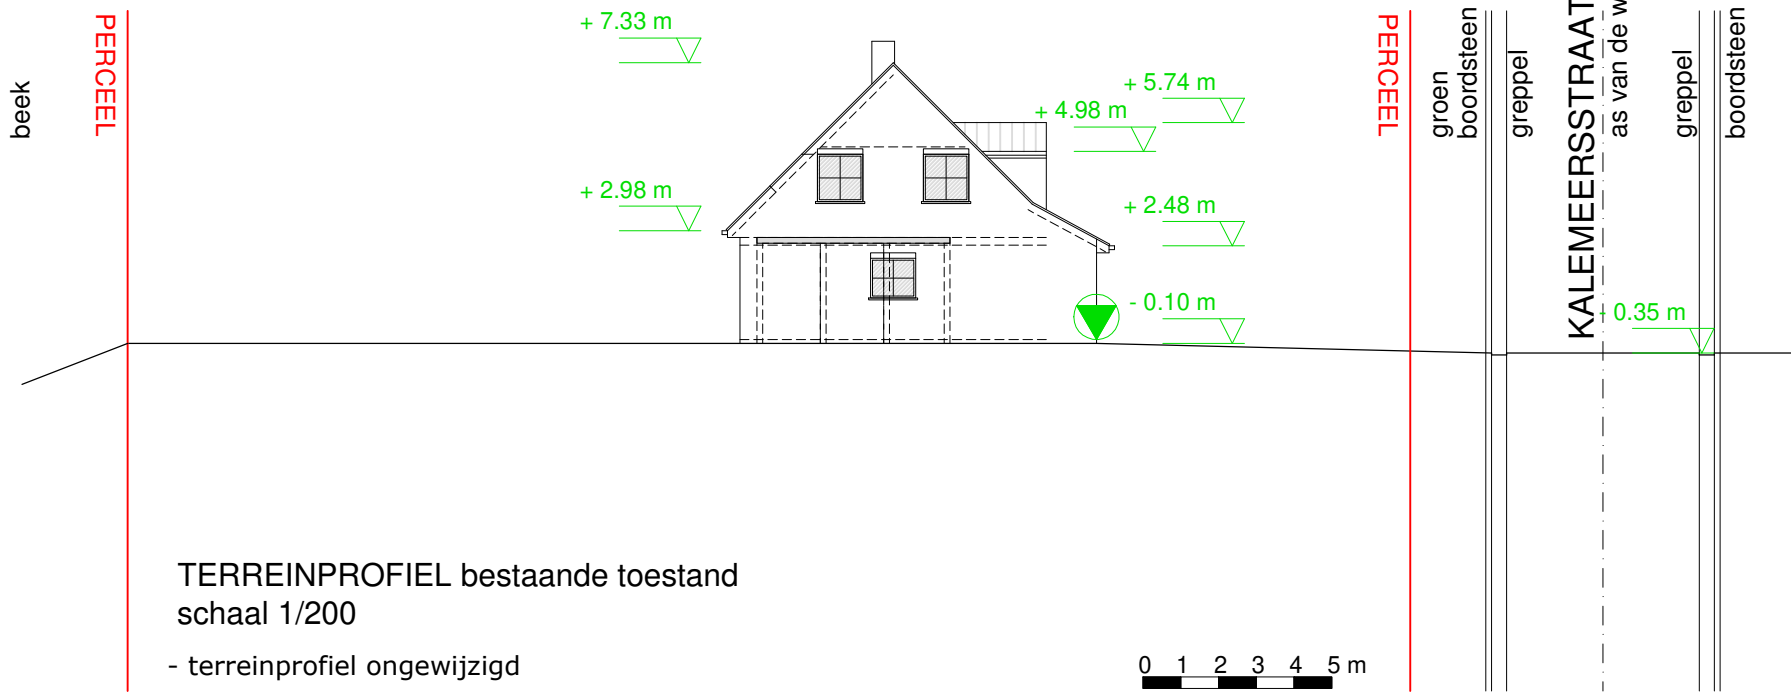 beek
PERCEEL
+ 7.33 m
+ 2.98 m
+ 5.74 m
+ 4.98 m
+ 2.48 m
- 0.10 m
PERCEEL
groen
boordsteen
greppel
KALEMEERSSTRAAT
as van de
greppel
boordsteen
- 0.35 m
TERREINPROFIEL bestaande toestand
schaal 1/200
- terreinprofiel ongewijzigd
0 1 2 3 4 5 m